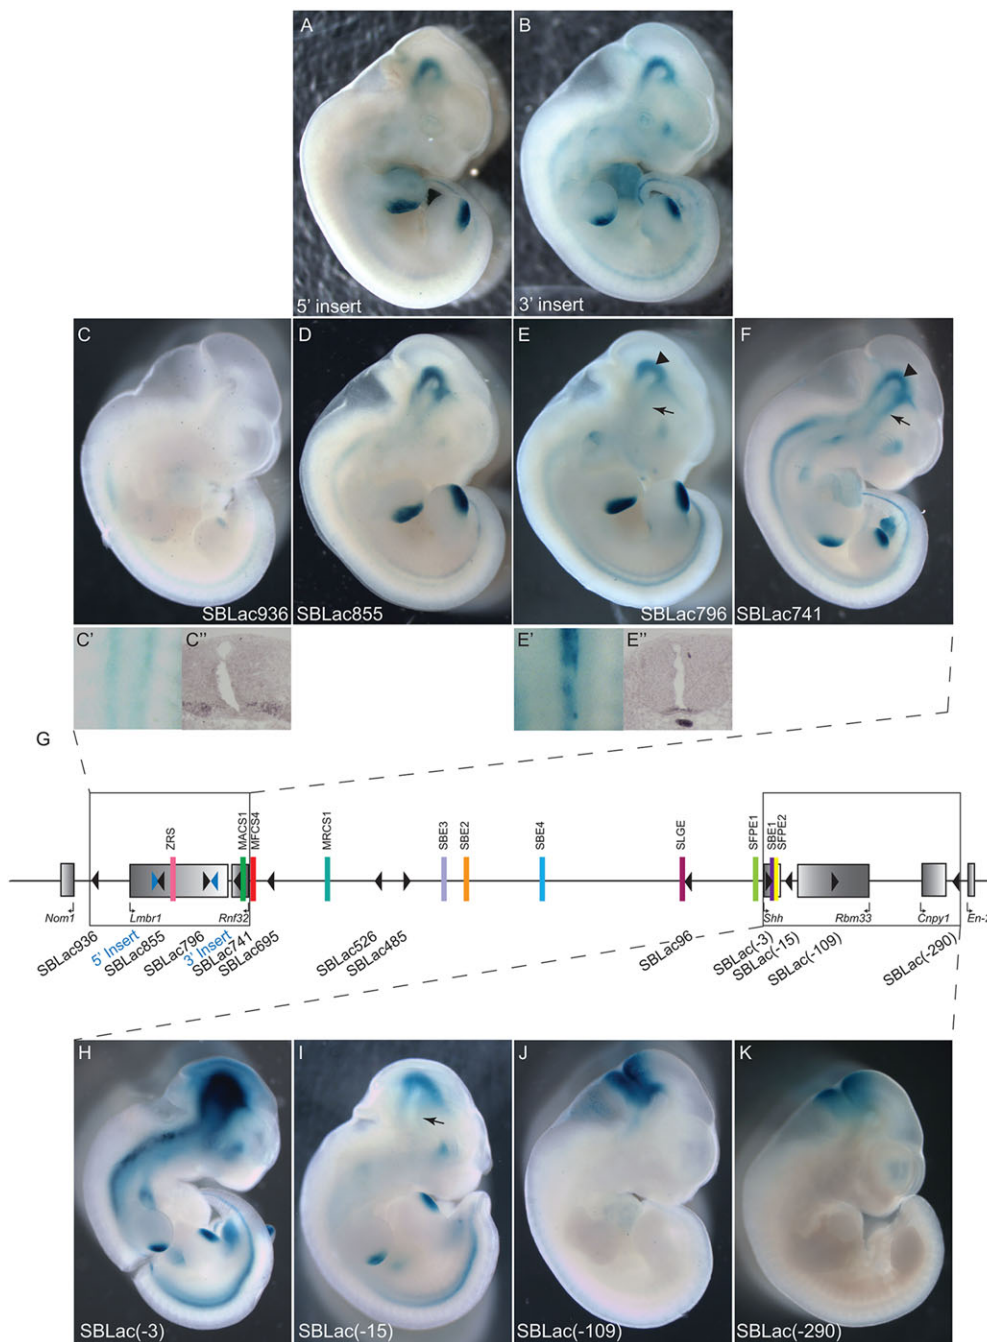 A
B
5' insert
3' insert
C
D
E
F
SBLac936
SBLac855
SBLac796
SBLac741
C'
C''
E'
E''
G
ZRS
MACS1
MFCS4
MRCS1
SBE3
SBE2
SBE4
SLGE
SFPE1
SBE1
SFPE2
Nom1
Lmbr1
Rnf32
Shh
Rbm33
Cnpy1
En-2
SBLac936
5' Insert
SBLac855
SBLac796
3' Insert
SBLac741
SBLac695
SBLac526
SBLac485
SBLac96
SBLac(-3)
SBLac(-15)
SBLac(-109)
SBLac(-290)
H
I
J
K
SBLac(-3)
SBLac(-15)
SBLac(-109)
SBLac(-290)